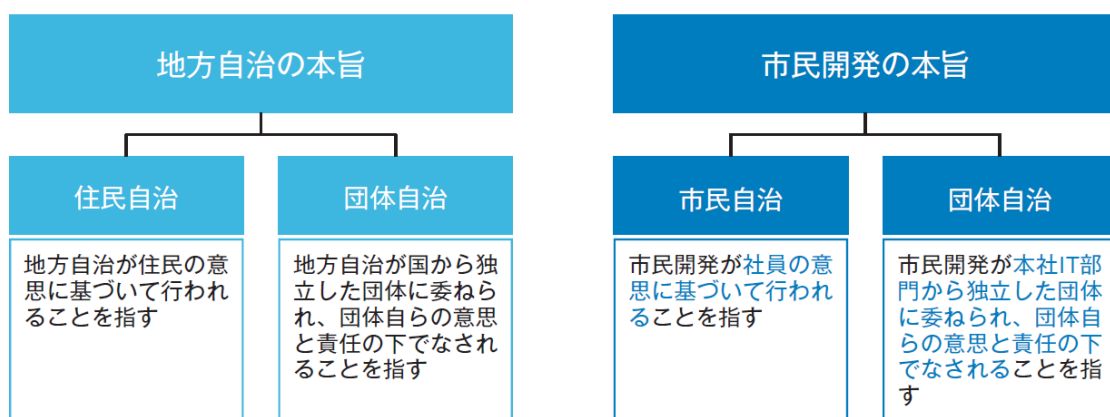 地方自治の本旨
住民自治
地方自治が住民の意
思に基づいて行われ
ることを指す
団体自治
地方自治が国から独
立した団体に委ねら
れ、団体自らの意思
と責任の下でなされ
ることを指す
市民開発の本旨
市民自治
市民開発が社員の意
思に基づいて行われ
ることを指す
団体自治
市民開発が本社IT部
門から独立した団体
に委ねられ、団体自
らの意思と責任の下
でなされることを指
す